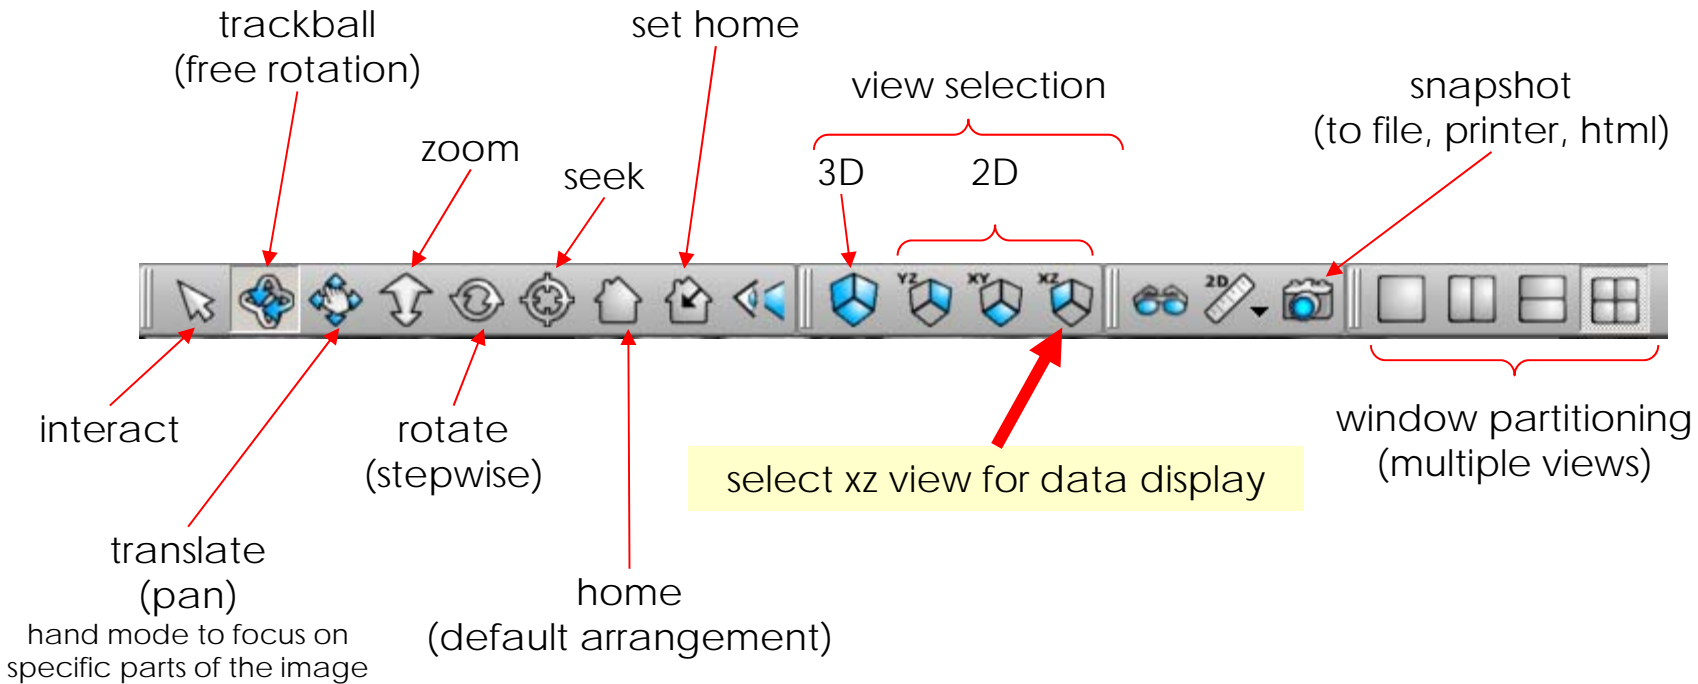 trackball
(free rotation)
set home
view selection
snapshot
(to file, printer, html)
zoom
seek
3D
2D
YZ
XY
XZ
2D
interact
rotate
(stepwise)
select xz view for data display
window partitioning
(multiple views)
translate
(pan)
hand mode to focus on
specific parts of the image
home
(default arrangement)